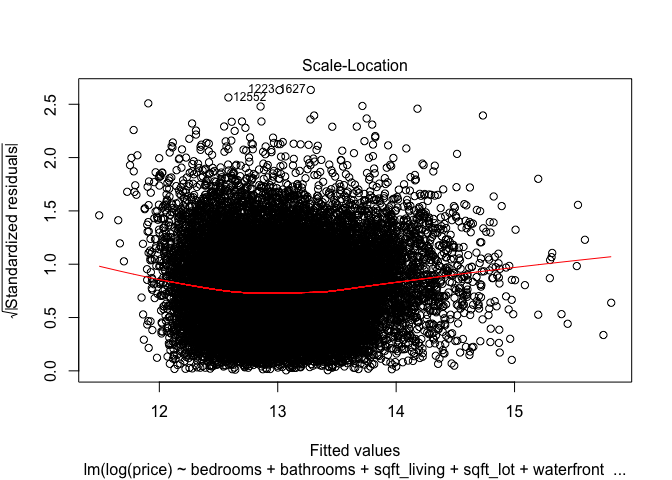 Scale-Location
√|Standardized residuals|
0.0 0.5 1.0 1.5 2.0 2.5
1223 1627
12552
12 13 14 15
Fitted values
lm(log(price) ~ bedrooms + bathrooms + sqft_living + sqft_lot + waterfront ...